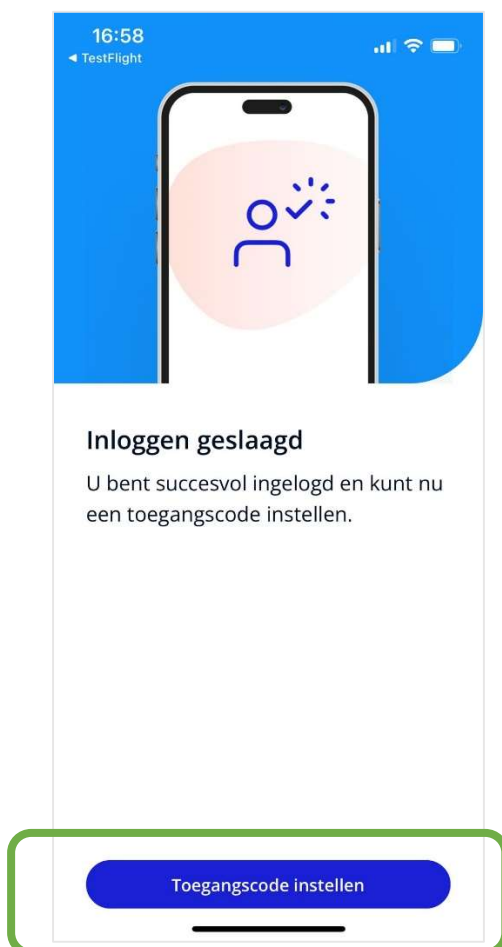 16:58
◀ TestFlight
Inloggen geslaagd
U bent succesvol ingelogd en kunt nu
een toegangscode instellen.
Toegangscode instellen